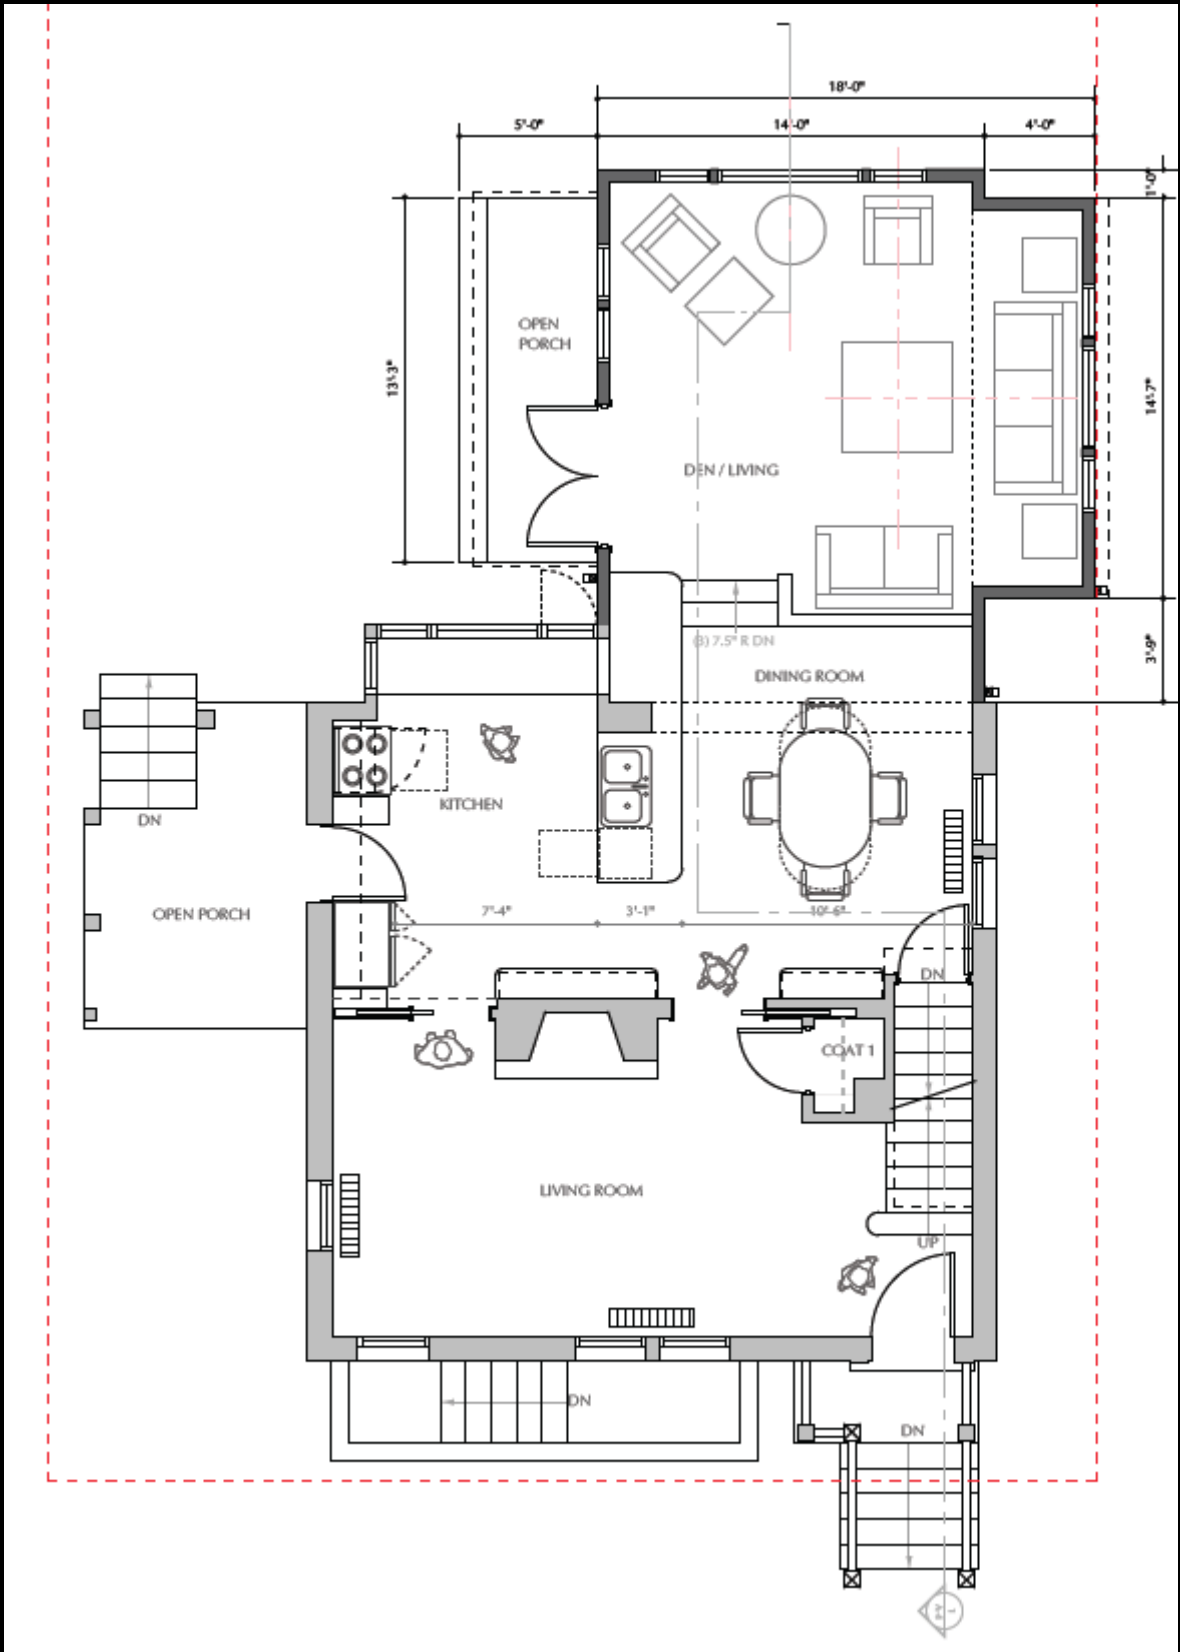 18'-0"
5'-0"
14'-0"
4'-0"
1'-0"
13'-3"
OPEN
PORCH
14'-7"
DEN / LIVING
(3) 7.5" R DN
3'-9"
DINING ROOM
KITCHEN
DN
OPEN PORCH
7'-4"
3'-1"
10'-6"
DN
COAT 1
LIVING ROOM
UP
DN
DN
1